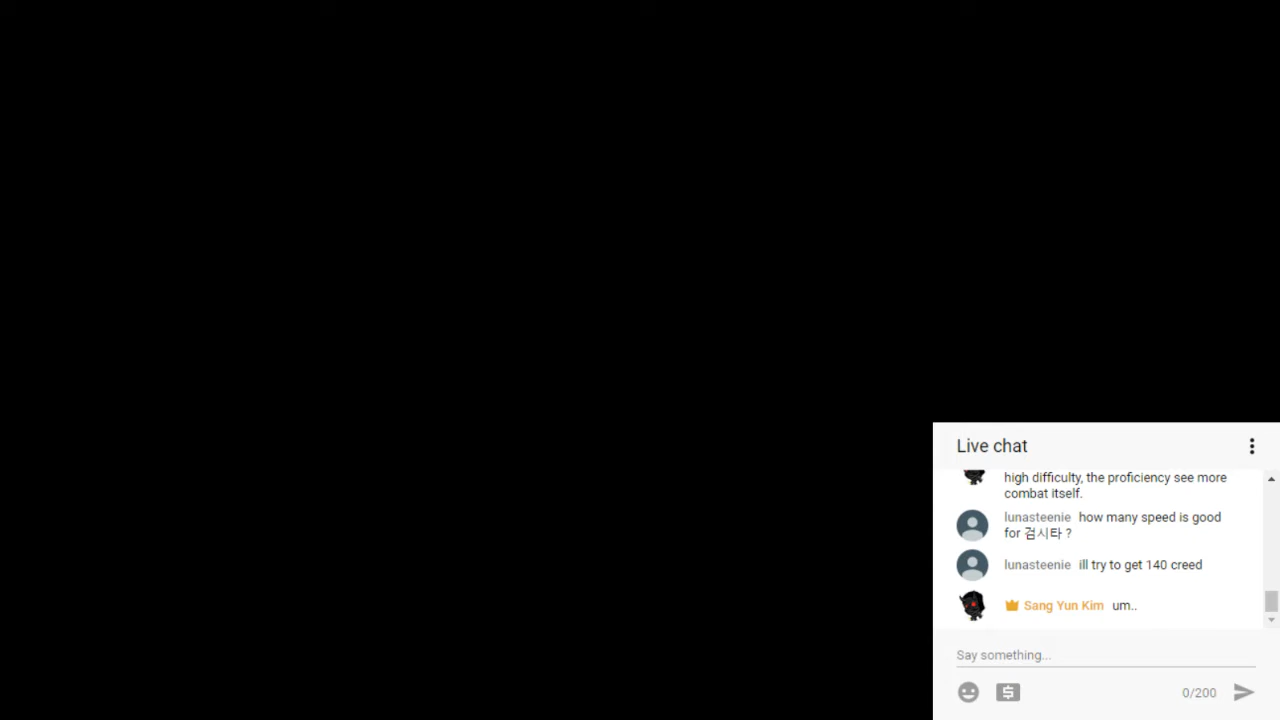 Live chat
high difficulty, the proficiency see more
combat itself.
lunasteenie how many speed is good
for 검시타 ?
lunasteenie ill try to get 140 creed
Sang Yun Kim um..
Say something...
0/200